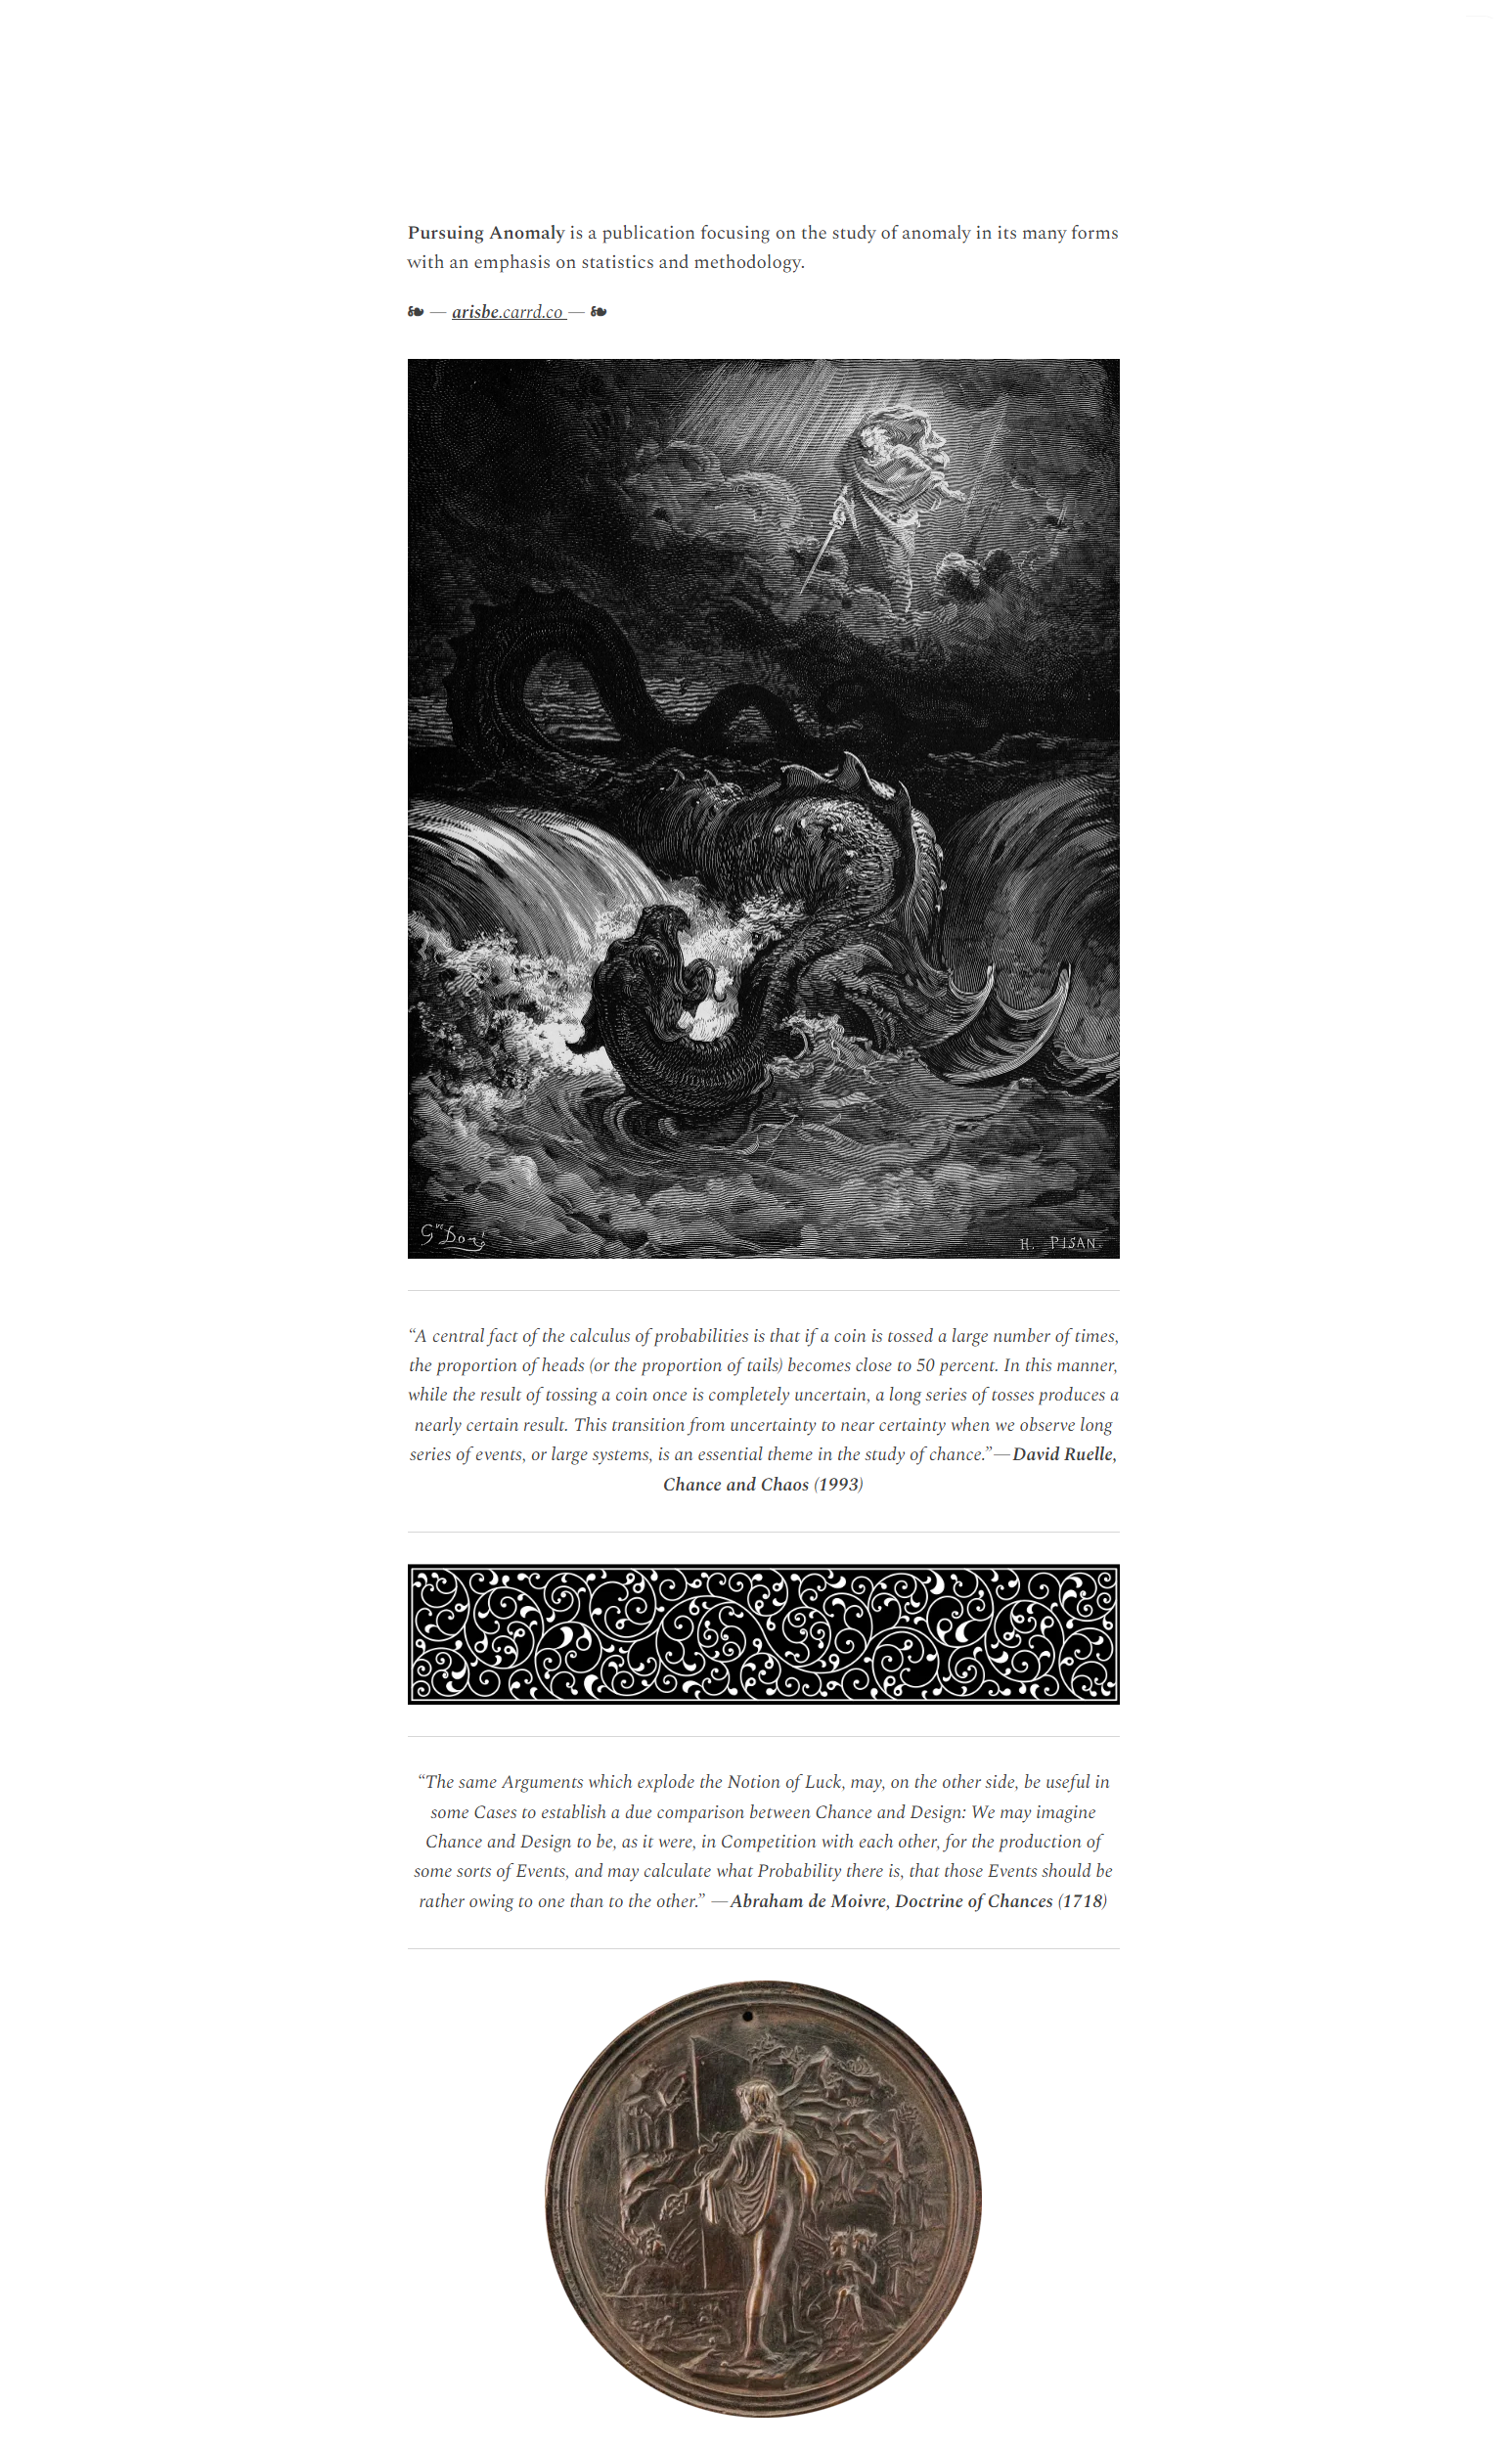 Pursuing Anomaly is a publication focusing on the study of anomaly in its many forms
with an emphasis on statistics and methodology.
❧ — arisbe.carrd.co — ❧
Gve Doré
H. PISAN.
“A central fact of the calculus of probabilities is that if a coin is tossed a large number of times,
the proportion of heads (or the proportion of tails) becomes close to 50 percent. In this manner,
while the result of tossing a coin once is completely uncertain, a long series of tosses produces a
nearly certain result. This transition from uncertainty to near certainty when we observe long
series of events, or large systems, is an essential theme in the study of chance.”—David Ruelle,
Chance and Chaos (1993)
“The same Arguments which explode the Notion of Luck, may, on the other side, be useful in
some Cases to establish a due comparison between Chance and Design: We may imagine
Chance and Design to be, as it were, in Competition with each other, for the production of
some sorts of Events, and may calculate what Probability there is, that those Events should be
rather owing to one than to the other.” —Abraham de Moivre, Doctrine of Chances (1718)